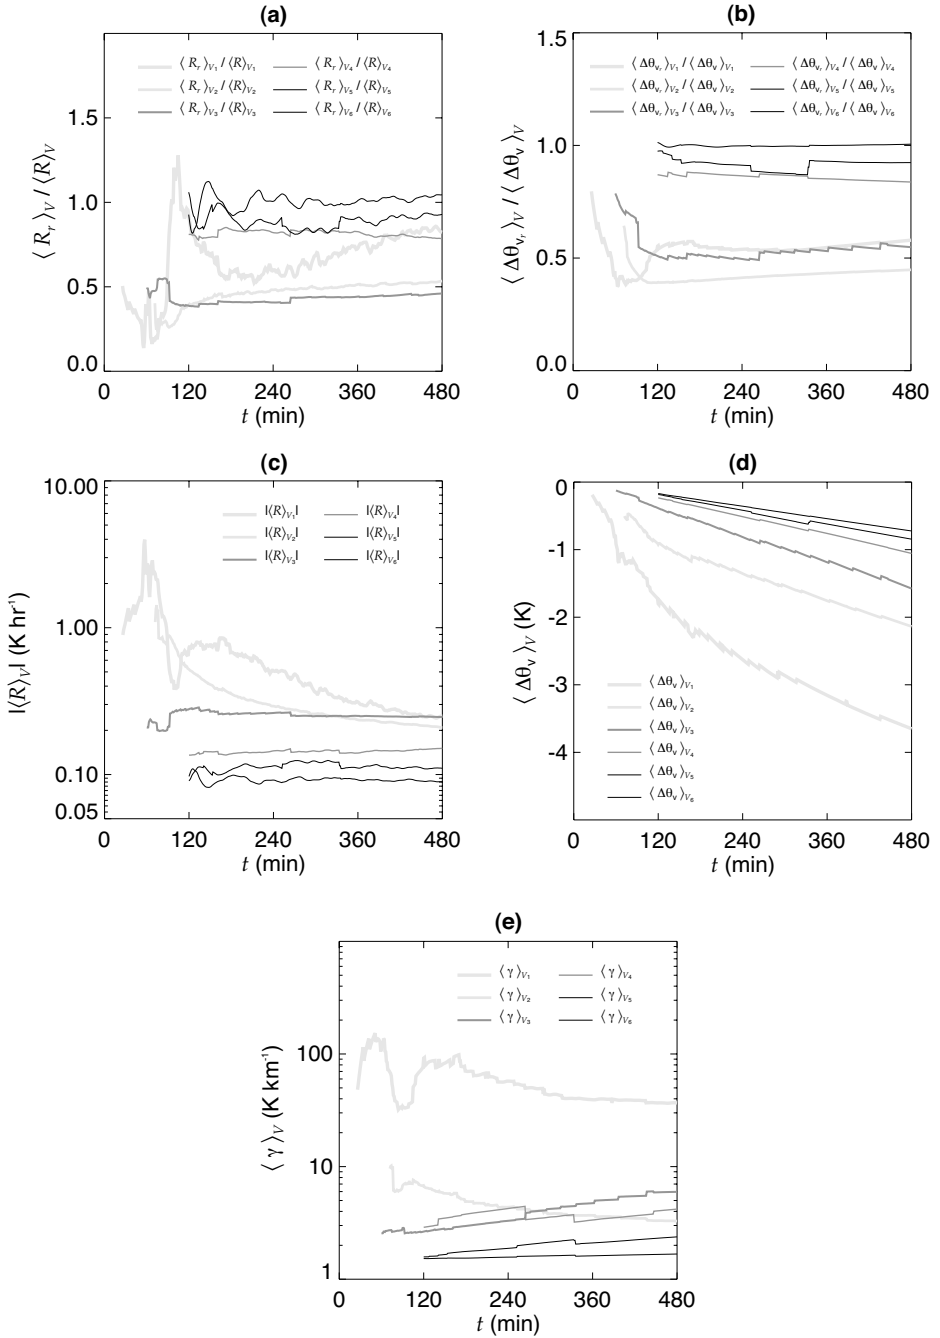 (a)
⟨ R_r ⟩_V / ⟨R⟩_V
1.5
1.0
0.5
0.0
⟨ R_r ⟩_V₁ / ⟨R⟩_V₁ ⟨ R_r ⟩_V₄ / ⟨R⟩_V₄
⟨ R_r ⟩_V₂ / ⟨R⟩_V₂ ⟨ R_r ⟩_V₅ / ⟨R⟩_V₅
⟨ R_r ⟩_V₃ / ⟨R⟩_V₃ ⟨ R_r ⟩_V₆ / ⟨R⟩_V₆
0 120 240 360 480
t (min)
(b)
⟨ Δθ_v_r ⟩_V / ⟨ Δθ_v ⟩_V
1.5
1.0
0.5
0.0
⟨ Δθ_v_r ⟩_V₁ / ⟨ Δθ_v ⟩_V₁ ⟨ Δθ_v_r ⟩_V₄ / ⟨ Δθ_v ⟩_V₄
⟨ Δθ_v_r ⟩_V₂ / ⟨ Δθ_v ⟩_V₂ ⟨ Δθ_v_r ⟩_V₅ / ⟨ Δθ_v ⟩_V₅
⟨ Δθ_v_r ⟩_V₃ / ⟨ Δθ_v ⟩_V₃ ⟨ Δθ_v_r ⟩_V₆ / ⟨ Δθ_v ⟩_V₆
0 120 240 360 480
t (min)
(c)
|⟨R⟩_V| (K hr⁻¹)
10.00
1.00
0.10
0.05
|⟨R⟩_V₁| |⟨R⟩_V₄|
|⟨R⟩_V₂| |⟨R⟩_V₅|
|⟨R⟩_V₃| |⟨R⟩_V₆|
0 120 240 360 480
t (min)
(d)
⟨ Δθ_v ⟩_V (K)
0
-1
-2
-3
-4
⟨ Δθ_v ⟩_V₁
⟨ Δθ_v ⟩_V₂
⟨ Δθ_v ⟩_V₃
⟨ Δθ_v ⟩_V₄
⟨ Δθ_v ⟩_V₅
⟨ Δθ_v ⟩_V₆
0 120 240 360 480
t (min)
(e)
⟨ γ ⟩_V (K km⁻¹)
100
10
1
⟨ γ ⟩_V₁ ⟨ γ ⟩_V₄
⟨ γ ⟩_V₂ ⟨ γ ⟩_V₅
⟨ γ ⟩_V₃ ⟨ γ ⟩_V₆
0 120 240 360 480
t (min)